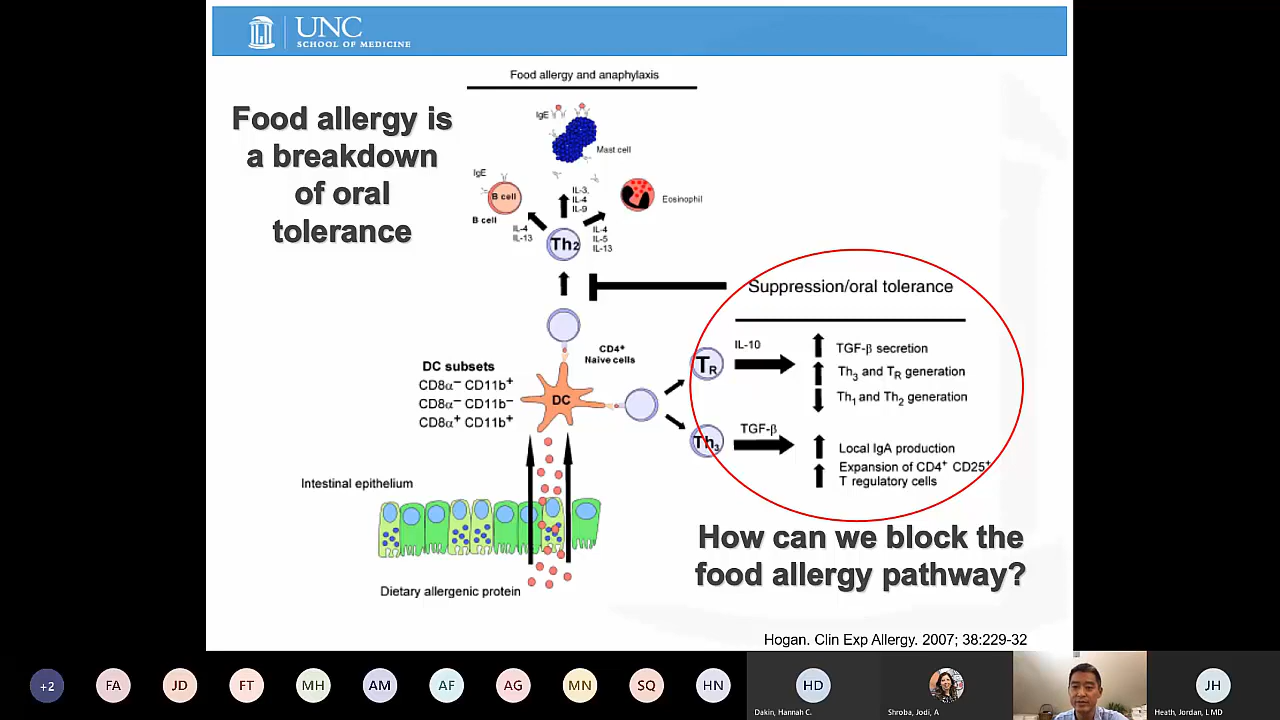 UNC
SCHOOL OF MEDICINE
Food allergy and anaphylaxis
Food allergy is
a breakdown
of oral
tolerance
IgE
Mast cell
IgE
B cell
B cell
IL-3,
IL-4
IL-9
Eosinophil
IL-4
IL-13
Th2
IL-4
IL-5
IL-13
Suppression/oral tolerance
CD4+
Naive cells
DC subsets
CD8α− CD11b+
CD8α− CD11b−
CD8α+ CD11b+
DC
TR
IL-10
TGF-β secretion
Th3 and TR generation
Th1 and Th2 generation
Th3
TGF-β
Local IgA production
Expansion of CD4+ CD25+
T regulatory cells
Intestinal epithelium
Dietary allergenic protein
How can we block the
food allergy pathway?
Hogan. Clin Exp Allergy. 2007; 38:229-32
+2
FA
JD
FT
MH
AM
AF
AG
MN
SQ
HN
HD
Dakin, Hannah C.
Shroba, Jodi, A
JH
Heath, Jordan, L MD